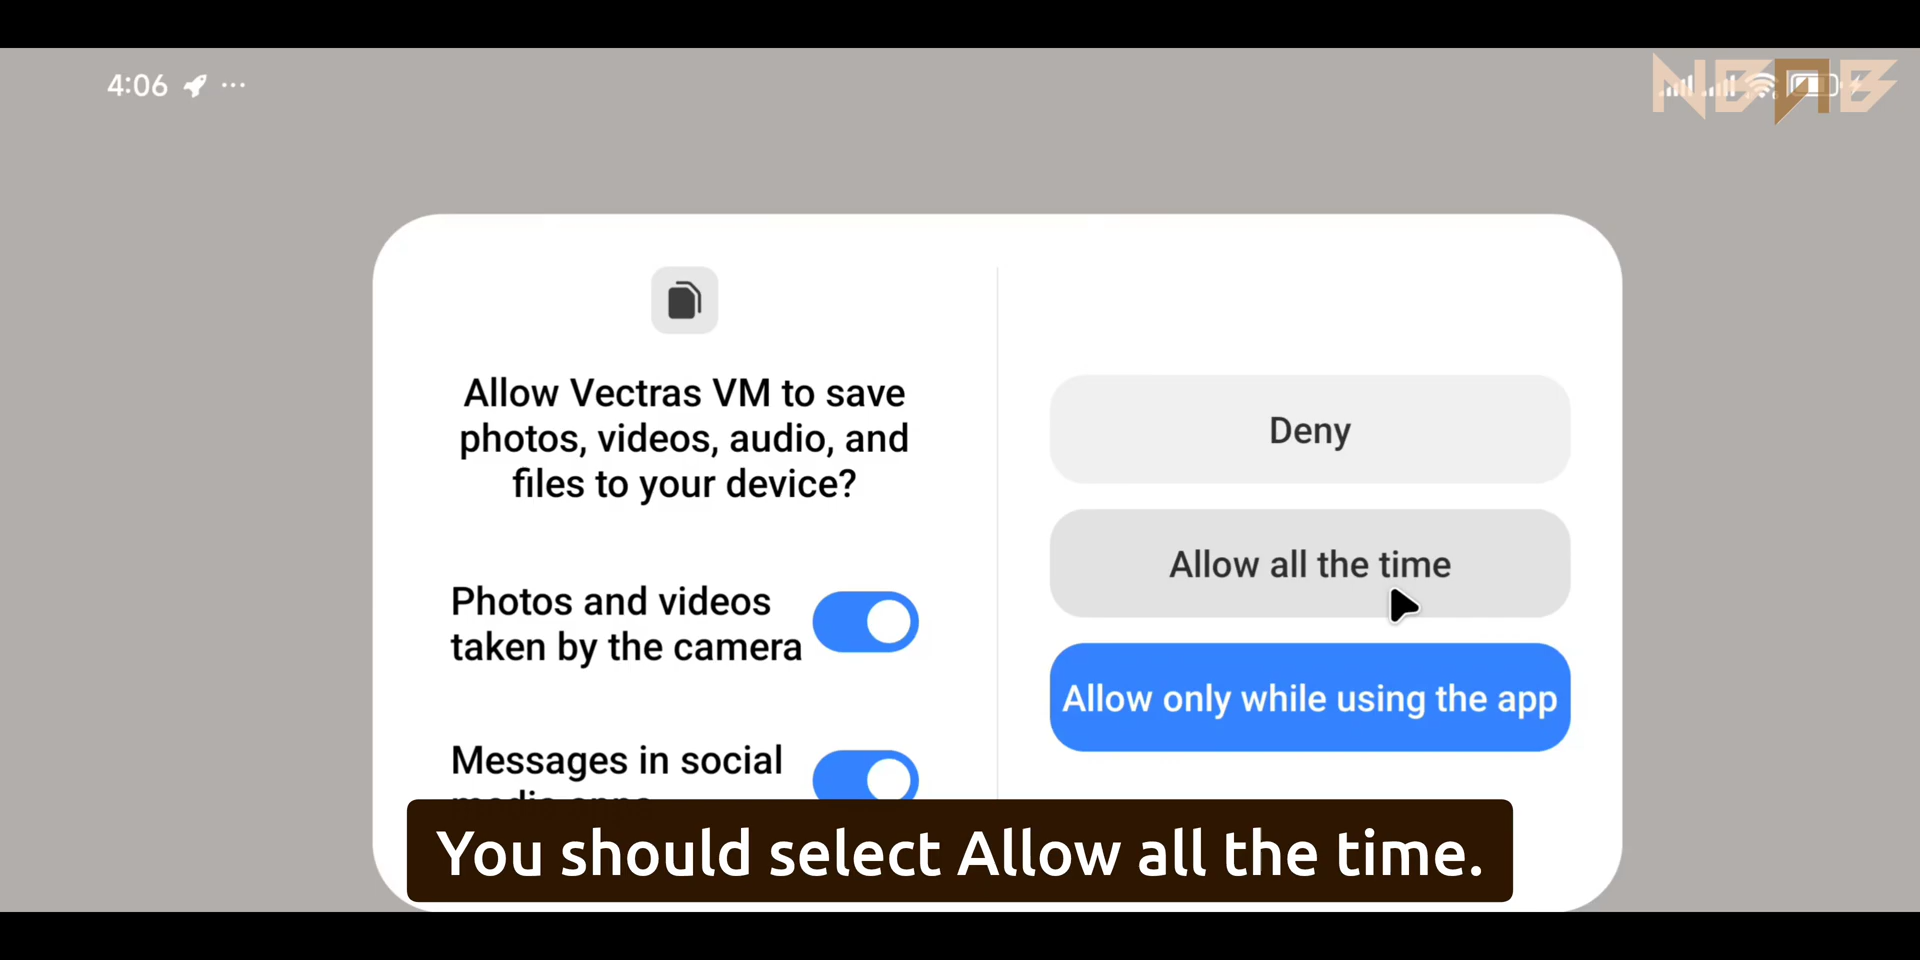 4:06
NBNB
Allow Vectras VM to save
photos, videos, audio, and
files to your device?
Photos and videos
taken by the camera
Messages in social
Deny
Allow all the time
Allow only while using the app
You should select Allow all the time.